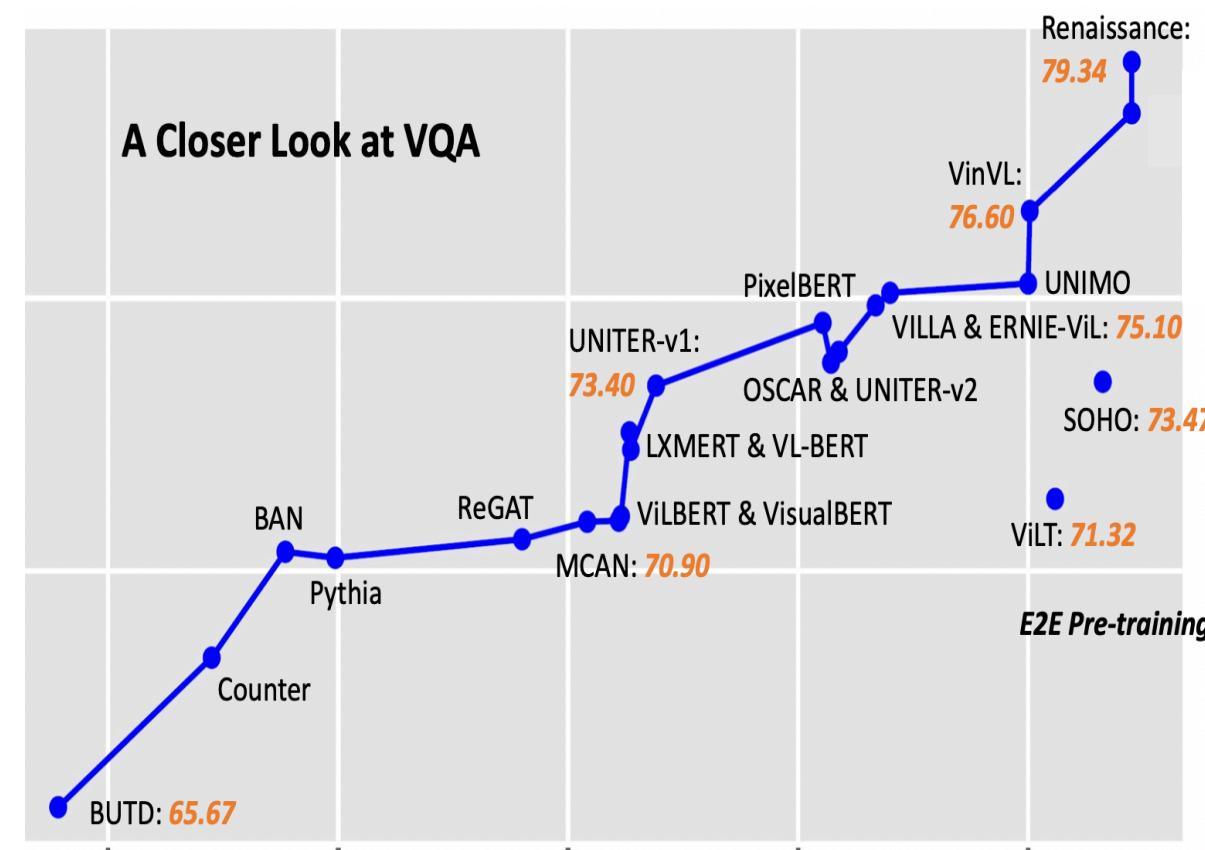 Renaissance:
79.34
A Closer Look at VQA
VinVL:
76.60
PixelBERT
UNIMO
UNITER-v1:
73.40
VILLA & ERNIE-ViL: 75.10
OSCAR & UNITER-v2
SOHO: 73.47
LXMERT & VL-BERT
ReGAT
BAN
ViLBERT & VisualBERT
ViLT: 71.32
MCAN: 70.90
Pythia
E2E Pre-training
Counter
BUTD: 65.67